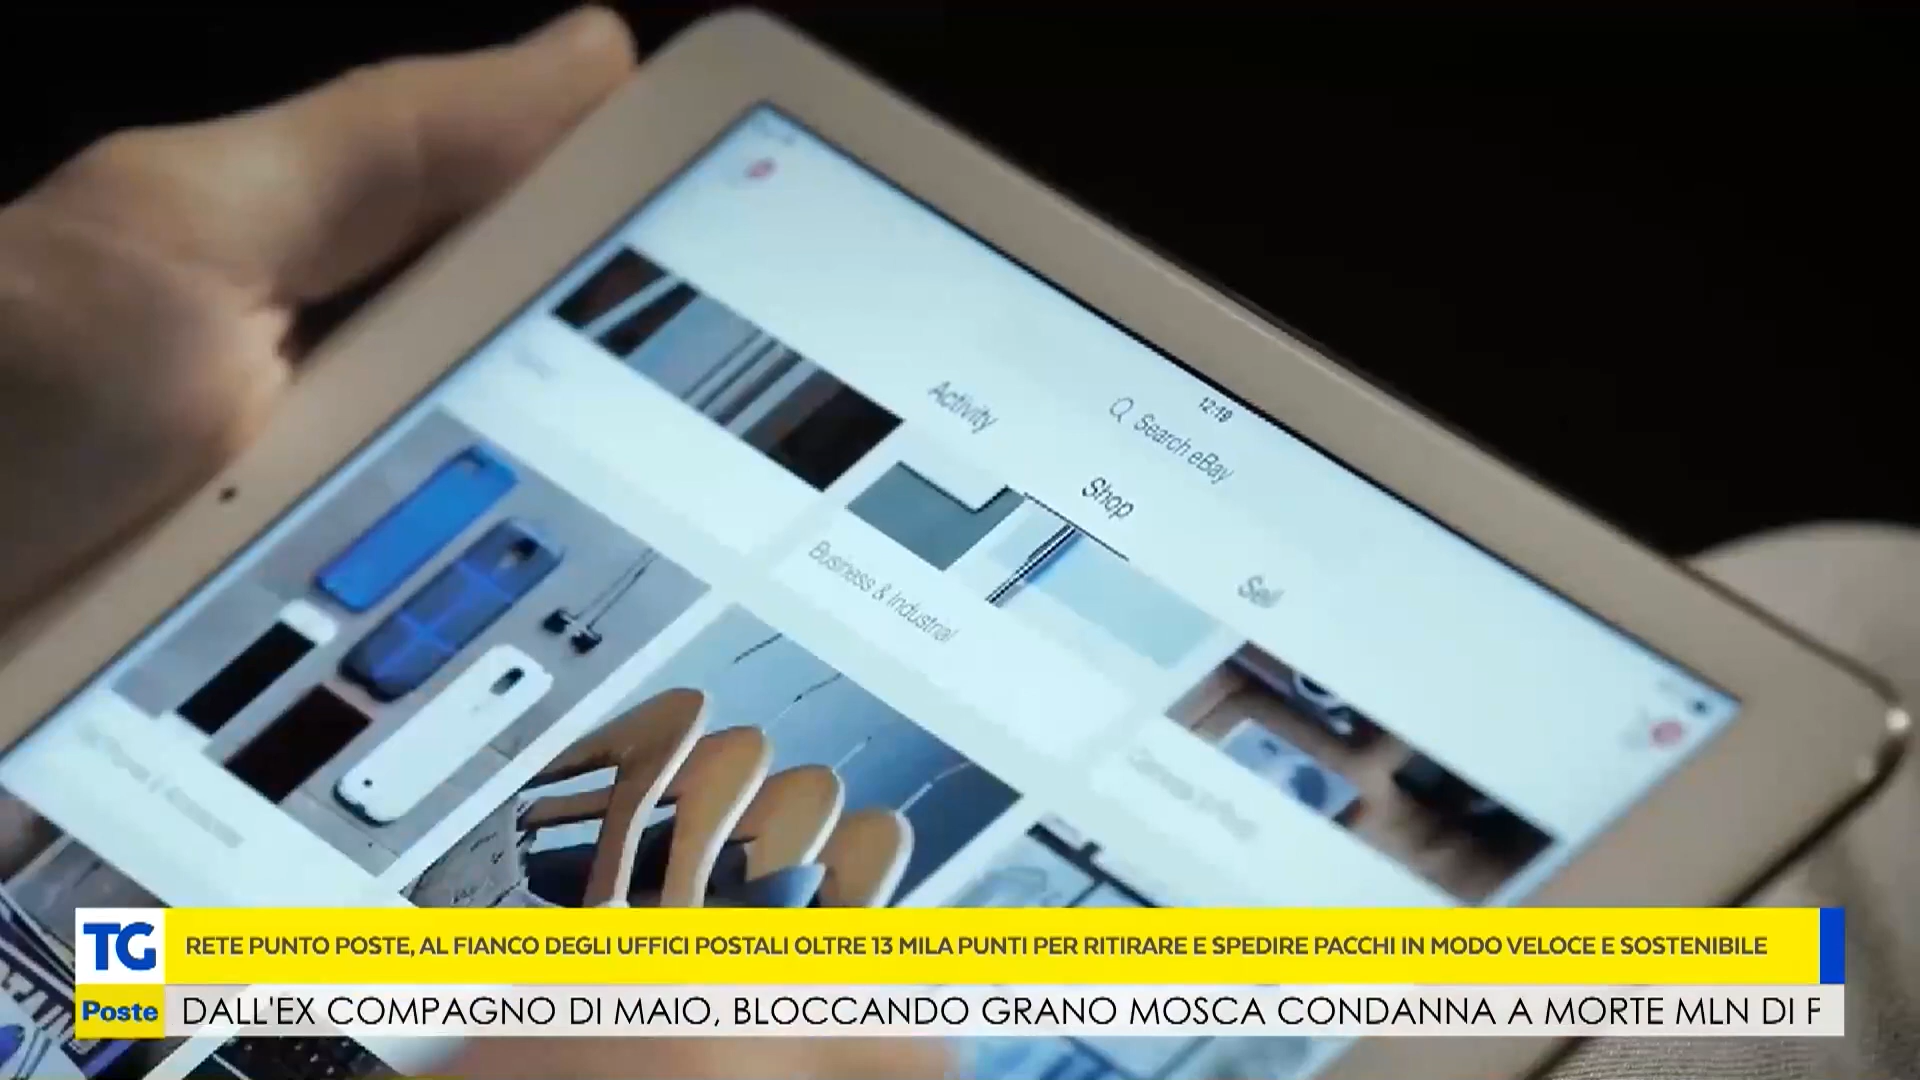 12:19
Search eBay
Activity
Shop
Sell
Business & Industrial
TG
RETE PUNTO POSTE, AL FIANCO DEGLI UFFICI POSTALI OLTRE 13 MILA PUNTI PER RITIRARE E SPEDIRE PACCHI IN MODO VELOCE E SOSTENIBILE
Poste
DALL'EX COMPAGNO DI MAIO, BLOCCANDO GRANO MOSCA CONDANNA A MORTE MLN DI